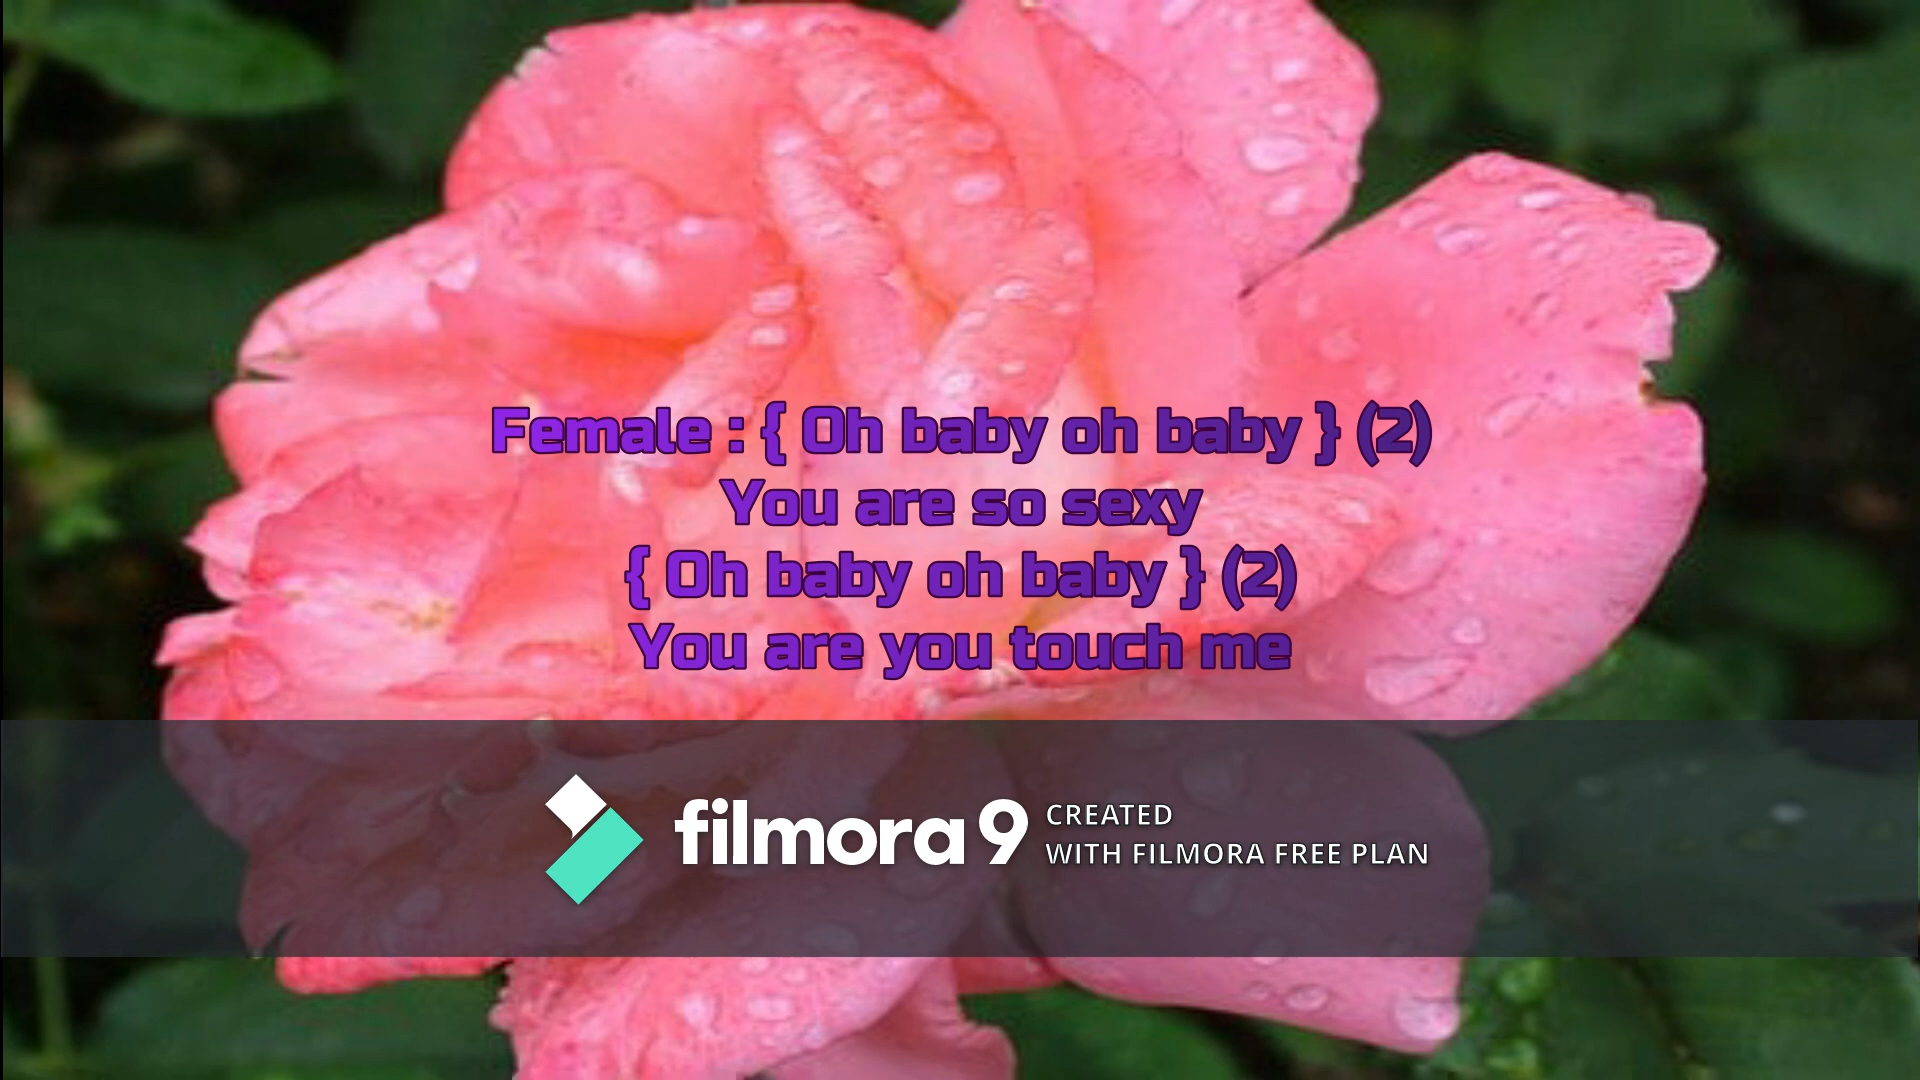 Female : { Oh baby oh baby } (2)
You are so sexy
{ Oh baby oh baby } (2)
You are you touch me
filmora 9 CREATED
WITH FILMORA FREE PLAN